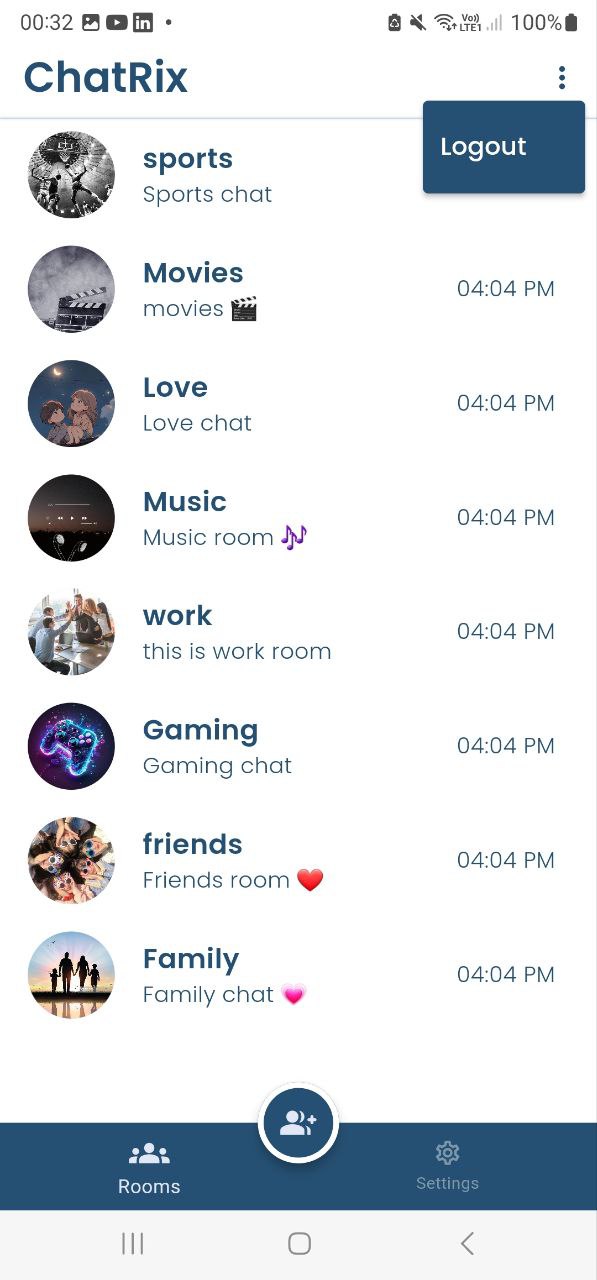 00:32 Vo)) LTE1 100%
ChatRix
Logout
sports
Sports chat
Movies
movies 🎬 04:04 PM
Love
Love chat 04:04 PM
Music
Music room 🎶 04:04 PM
work
this is work room 04:04 PM
Gaming
Gaming chat 04:04 PM
friends
Friends room ❤️ 04:04 PM
Family
Family chat 💗 04:04 PM
Rooms Settings